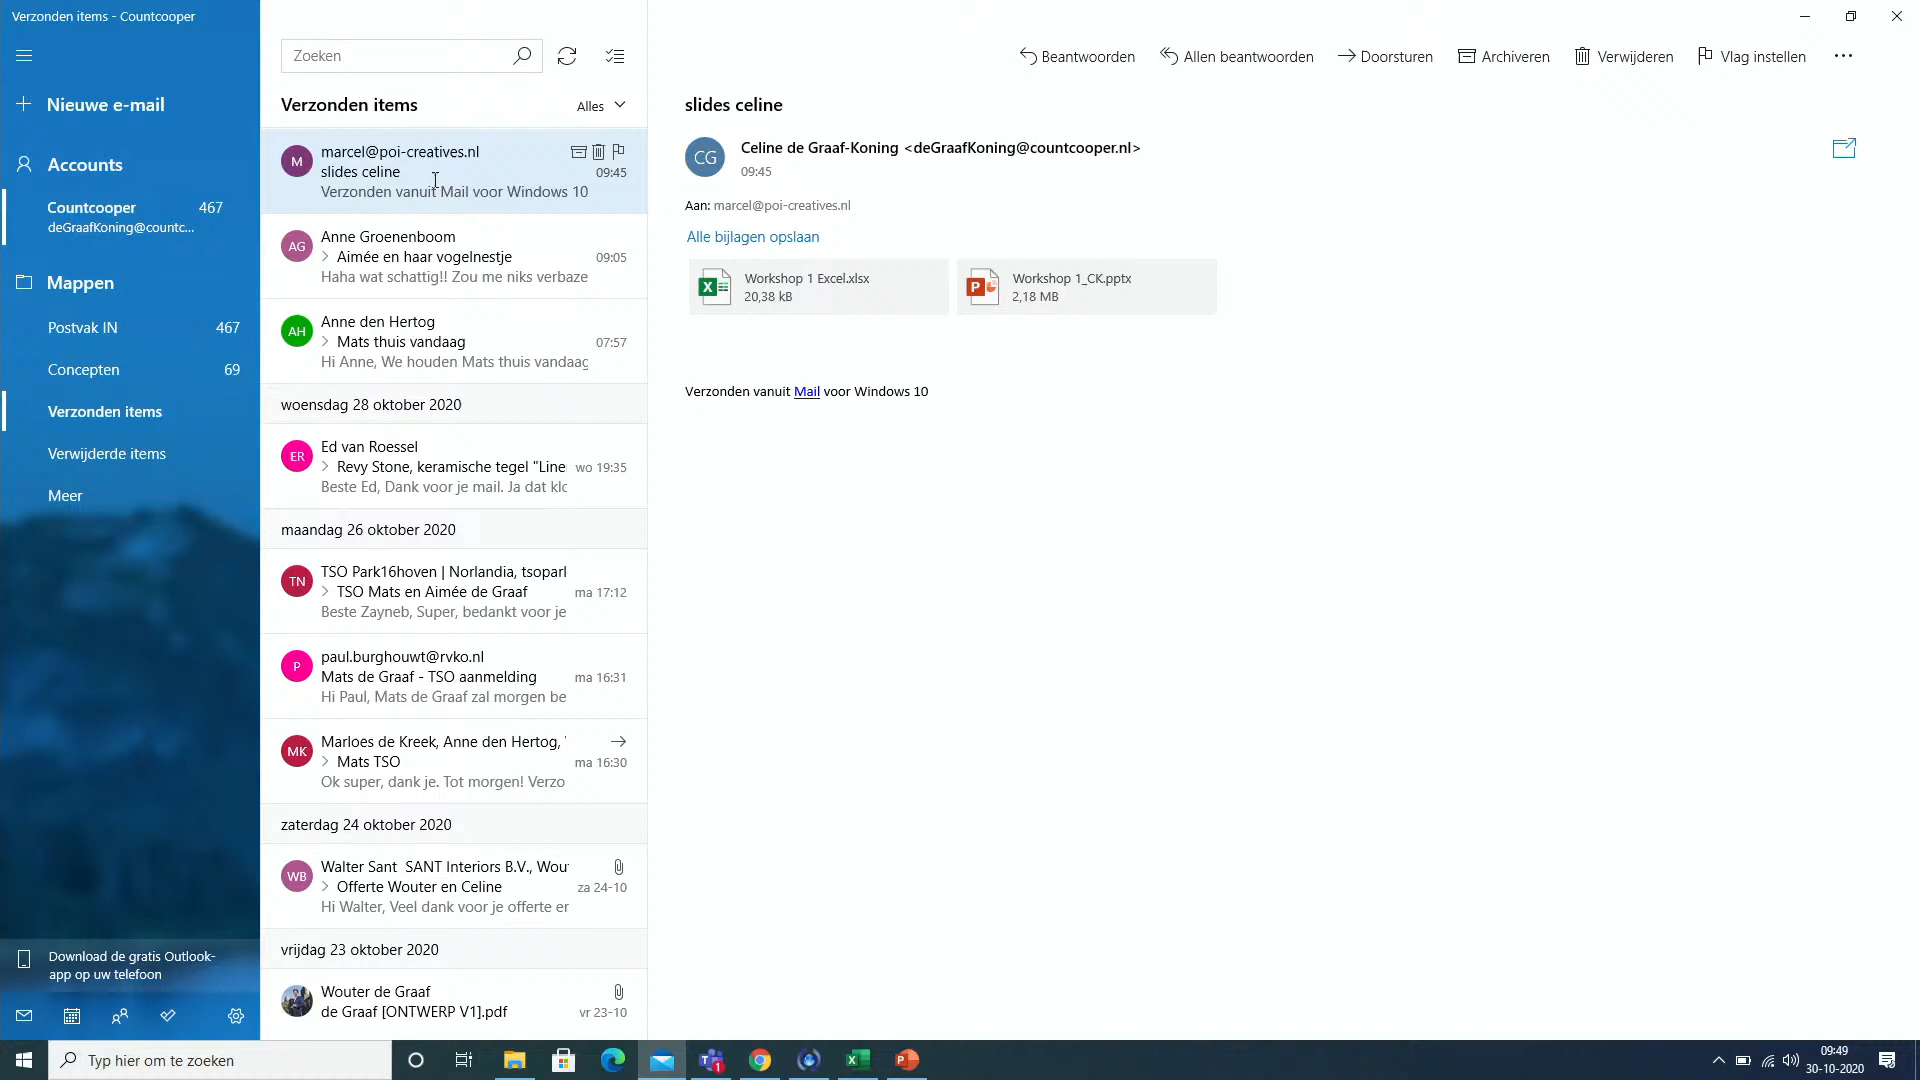 Verzonden items - Countcooper
Nieuwe e-mail
Accounts
Countcooper 467
deGraafKoning@countc...
Mappen
Postvak IN 467
Concepten 69
Verzonden items
Verwijderde items
Meer
Download de gratis Outlook-
app op uw telefoon
Zoeken
Verzonden items Alles
M marcel@poi-creatives.nl
slides celine 09:45
Verzonden vanuit Mail voor Windows 10
AG Anne Groenenboom
Aimée en haar vogelnestje 09:05
Haha wat schattig!! Zou me niks verbaze
AH Anne den Hertog
Mats thuis vandaag 07:57
Hi Anne, We houden Mats thuis vandaag
woensdag 28 oktober 2020
ER Ed van Roessel
Revy Stone, keramische tegel "Line wo 19:35
Beste Ed, Dank voor je mail. Ja dat klo
maandag 26 oktober 2020
TN TSO Park16hoven | Norlandia, tsoparl
TSO Mats en Aimée de Graaf ma 17:12
Beste Zayneb, Super, bedankt voor je
P paul.burghouwt@rvko.nl
Mats de Graaf - TSO aanmelding ma 16:31
Hi Paul, Mats de Graaf zal morgen be
MK Marloes de Kreek, Anne den Hertog,
Mats TSO ma 16:30
Ok super, dank je. Tot morgen! Verzo
zaterdag 24 oktober 2020
WB Walter Sant SANT Interiors B.V., Wou
Offerte Wouter en Celine za 24-10
Hi Walter, Veel dank voor je offerte er
vrijdag 23 oktober 2020
Wouter de Graaf
de Graaf [ONTWERP V1].pdf vr 23-10
Beantwoorden Allen beantwoorden Doorsturen Archiveren Verwijderen Vlag instellen
slides celine
CG Celine de Graaf-Koning <deGraafKoning@countcooper.nl>
09:45
Aan: marcel@poi-creatives.nl
Alle bijlagen opslaan
Workshop 1 Excel.xlsx
20,38 kB
Workshop 1_CK.pptx
2,18 MB
Verzonden vanuit Mail voor Windows 10
Typ hier om te zoeken
09:49
30-10-2020